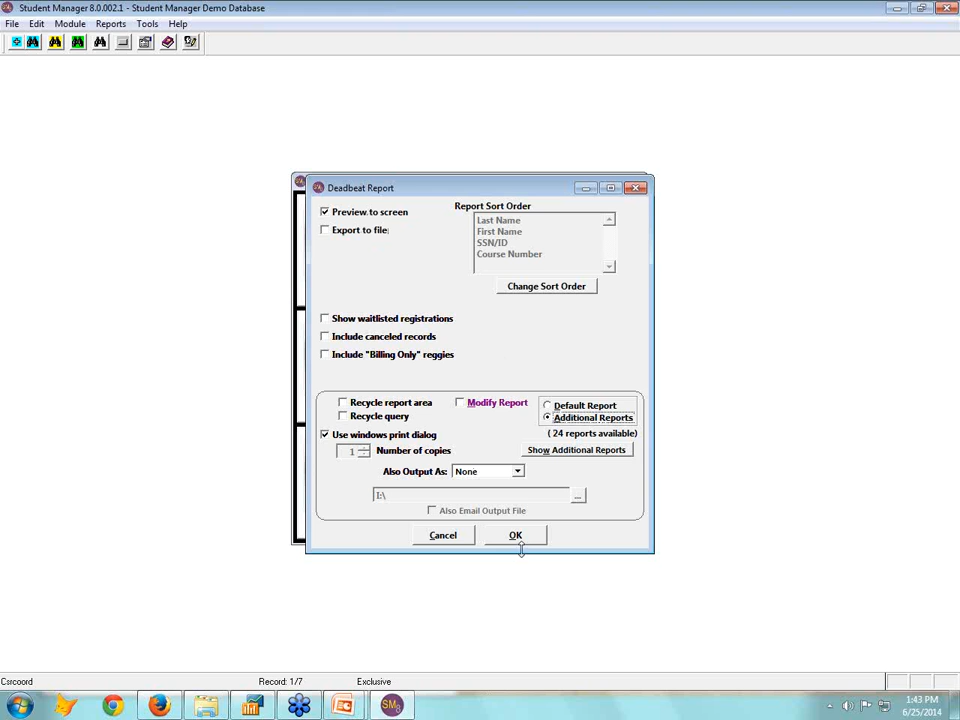 Student Manager 8.0.002.1 - Student Manager Demo Database
File Edit Module Reports Tools Help
Deadbeat Report
Preview to screen
Export to file:
Report Sort Order
Last Name
First Name
SSN/ID
Course Number
Change Sort Order
Show waitlisted registrations
Include canceled records
Include "Billing Only" reggies
Recycle report area
Modify Report
Default Report
Recycle query
Additional Reports
( 24 reports available)
Use windows print dialog
1 Number of copies
Show Additional Reports
Also Output As: None
I:\
...
Also Email Output File
Cancel
OK
Csrcoord
Record: 1/7
Exclusive
SM8
1:43 PM
6/25/2014